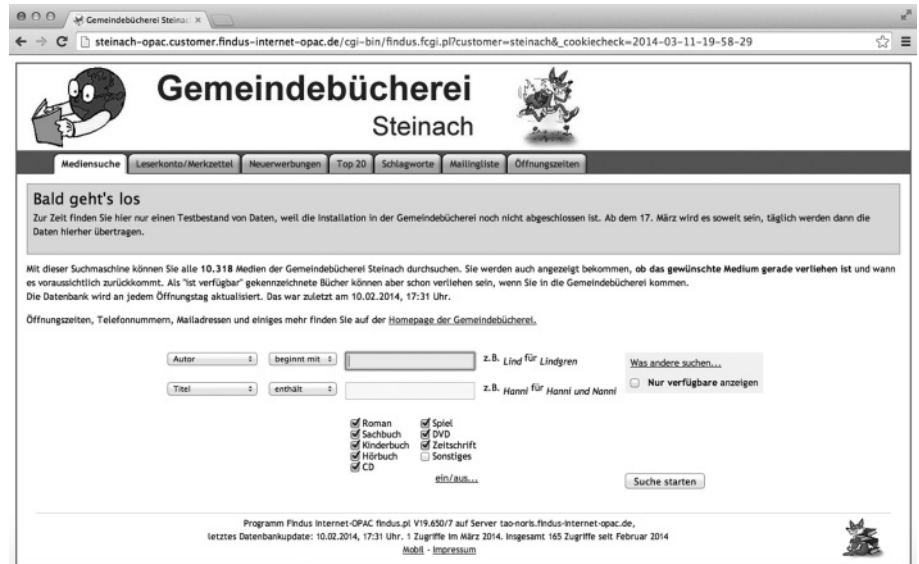 Gemeindebücherei Steinac ×
steinach-opac.customer.findus-internet-opac.de/cgi-bin/findus.fcgi.pl?customer=steinach&_cookiecheck=2014-03-11-19-58-29
Gemeindebücherei
Steinach
Mediensuche Leserkonto/Merkzettel Neuerwerbungen Top 20 Schlagworte Mailingliste Öffnungszeiten
Bald geht's los
Zur Zeit finden Sie hier nur einen Testbestand von Daten, weil die Installation in der Gemeindebücherei noch nicht abgeschlossen ist. Ab dem 17. März wird es soweit sein, täglich werden dann die
Daten hierher übertragen.
Mit dieser Suchmaschine können Sie alle 10.318 Medien der Gemeindebücherei Steinach durchsuchen. Sie werden auch angezeigt bekommen, ob das gewünschte Medium gerade verliehen ist und wann
es voraussichtlich zurückkommt. Als "ist verfügbar" gekennzeichnete Bücher können aber schon verliehen sein, wenn Sie in die Gemeindebücherei kommen.
Die Datenbank wird an jedem Öffnungstag aktualisiert. Das war zuletzt am 10.02.2014, 17:31 Uhr.
Öffnungszeiten, Telefonnummern, Mailadressen und einiges mehr finden Sie auf der Homepage der Gemeindebücherei.
Autor beginnt mit z.B. Lind für Lindgren Was andere suchen...
Titel enthält z.B. Hanni für Hanni und Nanni Nur verfügbare anzeigen
Roman Spiel
Sachbuch DVD
Kinderbuch Zeitschrift
Hörbuch Sonstiges
CD
ein/aus... Suche starten
Programm Findus Internet-OPAC findus.pl V19.650/7 auf Server tao-noris.findus-internet-opac.de,
letztes Datenbankupdate: 10.02.2014, 17:31 Uhr. 1 Zugriffe im März 2014. Insgesamt 165 Zugriffe seit Februar 2014
Mobil - Impressum